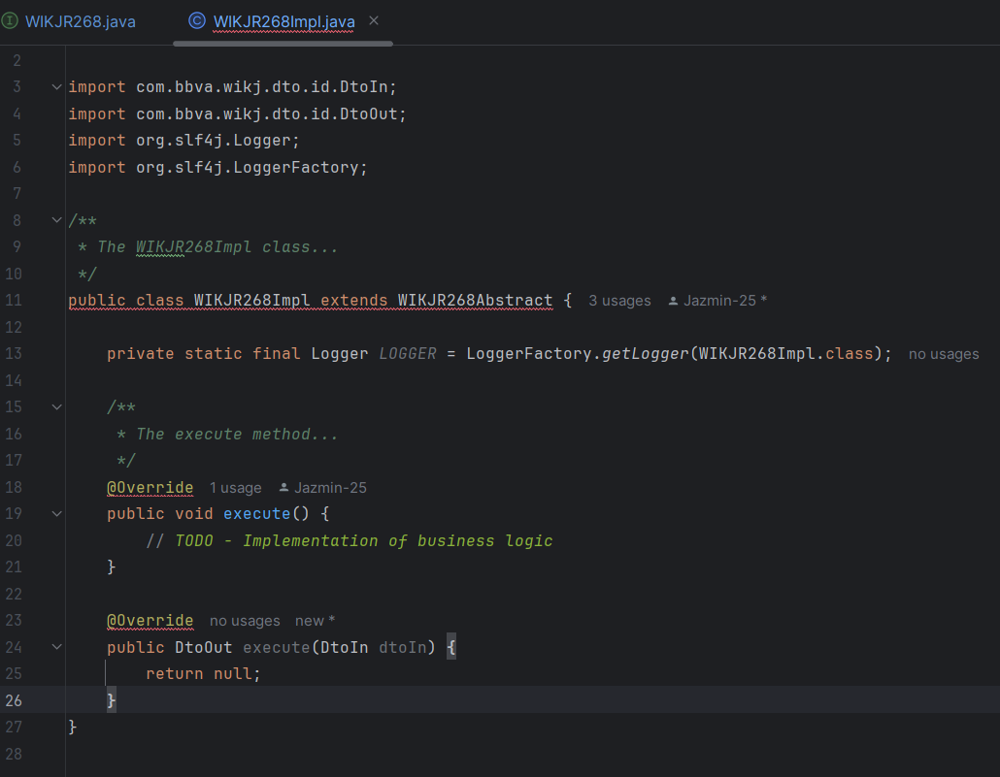 WIKJR268.java WIKJR268Impl.java
2
3 import com.bbva.wikj.dto.id.DtoIn;
4 import com.bbva.wikj.dto.id.DtoOut;
5 import org.slf4j.Logger;
6 import org.slf4j.LoggerFactory;
7
8 /**
9 * The WIKJR268Impl class...
10 */
11 public class WIKJR268Impl extends WIKJR268Abstract { 3 usages Jazmin-25 *
12
13 private static final Logger LOGGER = LoggerFactory.getLogger(WIKJR268Impl.class); no usages
14
15 /**
16 * The execute method...
17 */
18 @Override 1 usage Jazmin-25
19 public void execute() {
20 // TODO - Implementation of business logic
21 }
22
23 @Override no usages new *
24 public DtoOut execute(DtoIn dtoIn) {
25 return null;
26 }
27 }
28